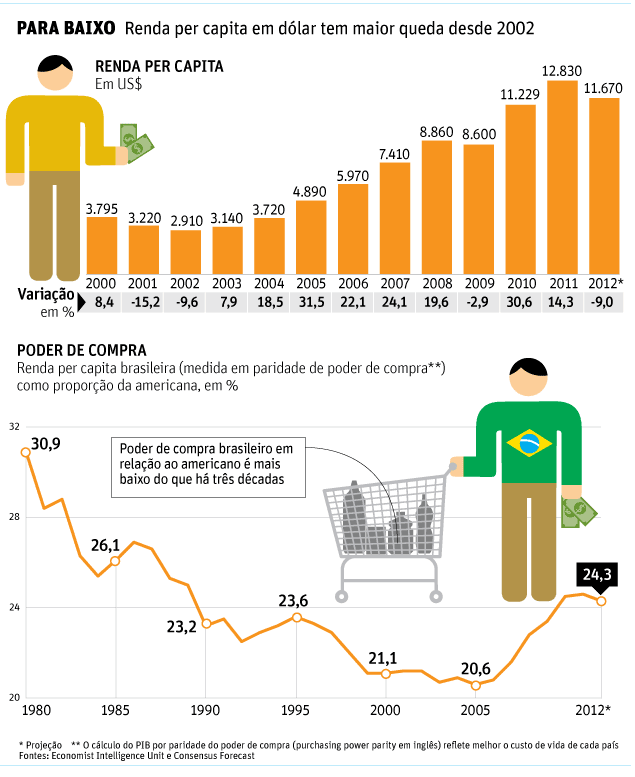 PARA BAIXO Renda per capita em dólar tem maior queda desde 2002
RENDA PER CAPITA
Em US$
3.795 3.220 2.910 3.140 3.720 4.890 5.970 7.410 8.860 8.600 11.229 12.830 11.670
2000 2001 2002 2003 2004 2005 2006 2007 2008 2009 2010 2011 2012*
Variação
em %
8,4 -15,2 -9,6 7,9 18,5 31,5 22,1 24,1 19,6 -2,9 30,6 14,3 -9,0
PODER DE COMPRA
Renda per capita brasileira (medida em paridade de poder de compra**)
como proporção da americana, em %
32
28
24
20
30,9
26,1
23,2
23,6
21,1
20,6
24,3
Poder de compra brasileiro em
relação ao americano é mais
baixo do que há três décadas
1980 1985 1990 1995 2000 2005 2012*
* Projeção ** O cálculo do PIB por paridade do poder de compra (purchasing power parity em inglês) reflete melhor o custo de vida de cada país
Fontes: Economist Intelligence Unit e Consensus Forecast